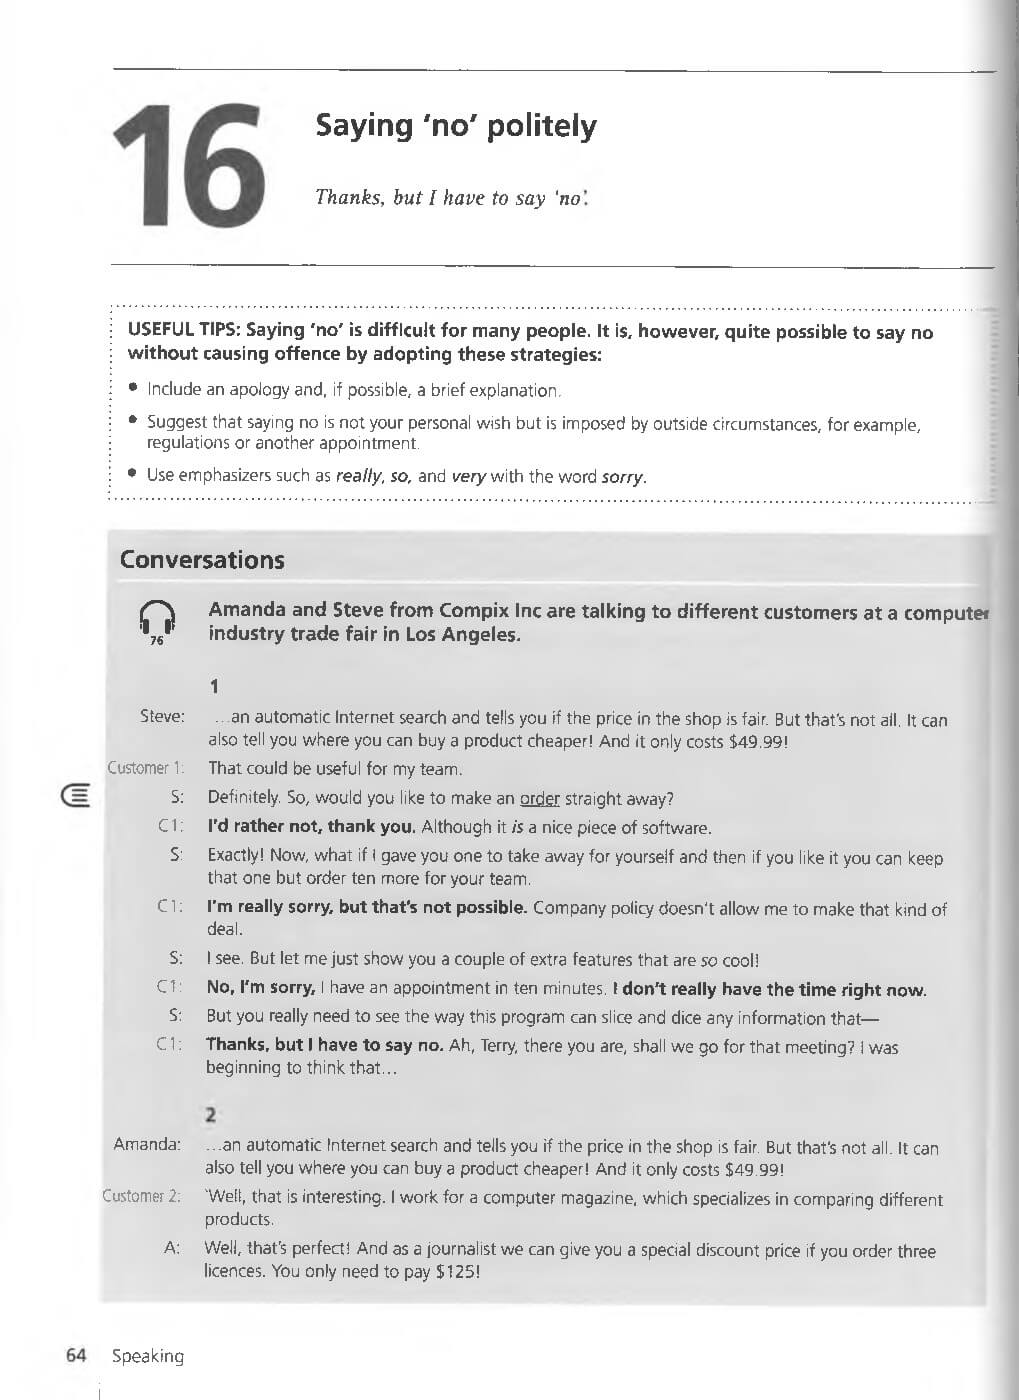 16
Saying 'no' politely
Thanks, but I have to say 'no'.
USEFUL TIPS: Saying 'no' is difficult for many people. It is, however, quite possible to say no
without causing offence by adopting these strategies:
• Include an apology and, if possible, a brief explanation.
• Suggest that saying no is not your personal wish but is imposed by outside circumstances, for example,
regulations or another appointment.
• Use emphasizers such as really, so, and very with the word sorry.
Conversations
76
Amanda and Steve from Compix Inc are talking to different customers at a computer
industry trade fair in Los Angeles.
1
Steve: ...an automatic Internet search and tells you if the price in the shop is fair. But that's not all. It can
also tell you where you can buy a product cheaper! And it only costs $49.99!
Customer 1: That could be useful for my team.
S: Definitely. So, would you like to make an order straight away?
C1: I'd rather not, thank you. Although it is a nice piece of software.
S: Exactly! Now, what if I gave you one to take away for yourself and then if you like it you can keep
that one but order ten more for your team.
C1: I'm really sorry, but that's not possible. Company policy doesn't allow me to make that kind of
deal.
S: I see. But let me just show you a couple of extra features that are so cool!
C1: No, I'm sorry, I have an appointment in ten minutes. I don't really have the time right now.
S: But you really need to see the way this program can slice and dice any information that—
C1: Thanks, but I have to say no. Ah, Terry, there you are, shall we go for that meeting? I was
beginning to think that...
2
Amanda: ...an automatic Internet search and tells you if the price in the shop is fair. But that's not all. It can
also tell you where you can buy a product cheaper! And it only costs $49.99!
Customer 2: Well, that is interesting. I work for a computer magazine, which specializes in comparing different
products.
A: Well, that's perfect! And as a journalist we can give you a special discount price if you order three
licences. You only need to pay $125!
64 Speaking